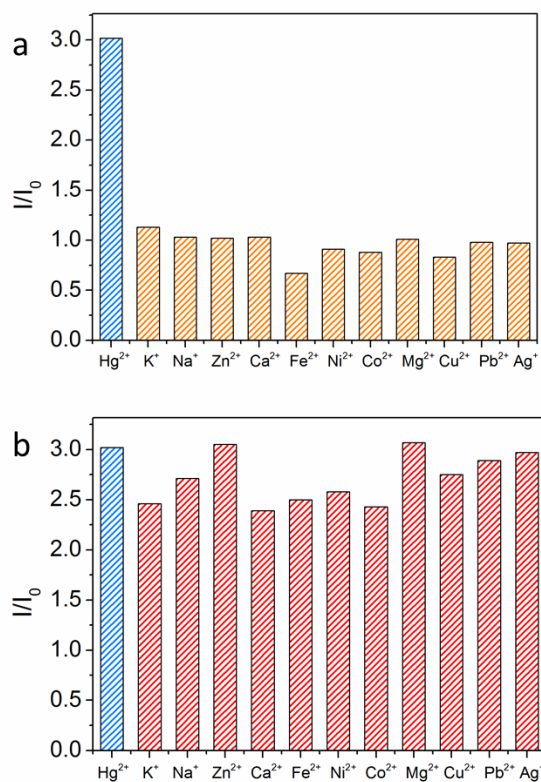 a
I/I₀
3.0
2.5
2.0
1.5
1.0
0.5
0.0
Hg²⁺ K⁺ Na⁺ Zn²⁺ Ca²⁺ Fe²⁺ Ni²⁺ Co²⁺ Mg²⁺ Cu²⁺ Pb²⁺ Ag⁺
b
I/I₀
3.0
2.5
2.0
1.5
1.0
0.5
0.0
Hg²⁺ K⁺ Na⁺ Zn²⁺ Ca²⁺ Fe²⁺ Ni²⁺ Co²⁺ Mg²⁺ Cu²⁺ Pb²⁺ Ag⁺